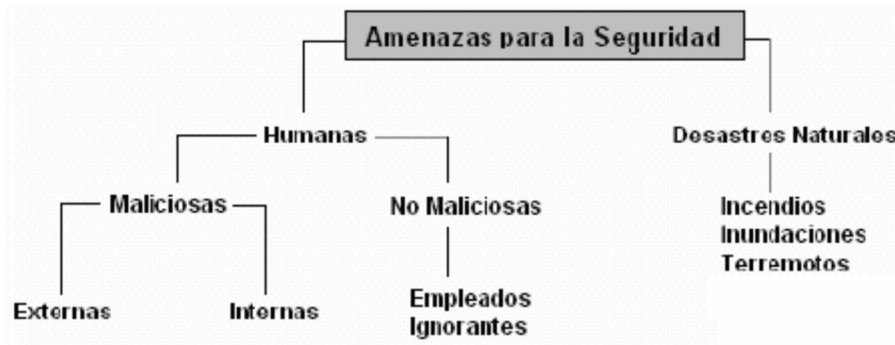 Amenazas para la Seguridad
Humanas
Desastres Naturales
Maliciosas
No Maliciosas
Incendios
Inundaciones
Terremotos
Externas
Internas
Empleados
Ignorantes